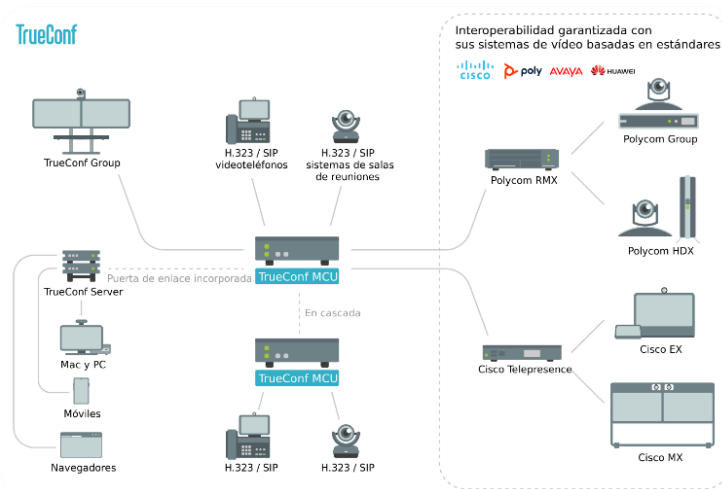 TrueConf
Interoperabilidad garantizada con
sus sistemas de vídeo basadas en estándares
CISCO
poly
AVAYA
HUAWEI
TrueConf Group
H.323 / SIP
videoteléfonos
H.323 / SIP
sistemas de salas
de reuniones
Polycom RMX
Polycom Group
Polycom HDX
TrueConf MCU
Puerta de enlace incorporada
TrueConf Server
En cascada
Mac y PC
TrueConf MCU
Cisco Telepresence
Cisco EX
Móviles
Cisco MX
Navegadores
H.323 / SIP
H.323 / SIP